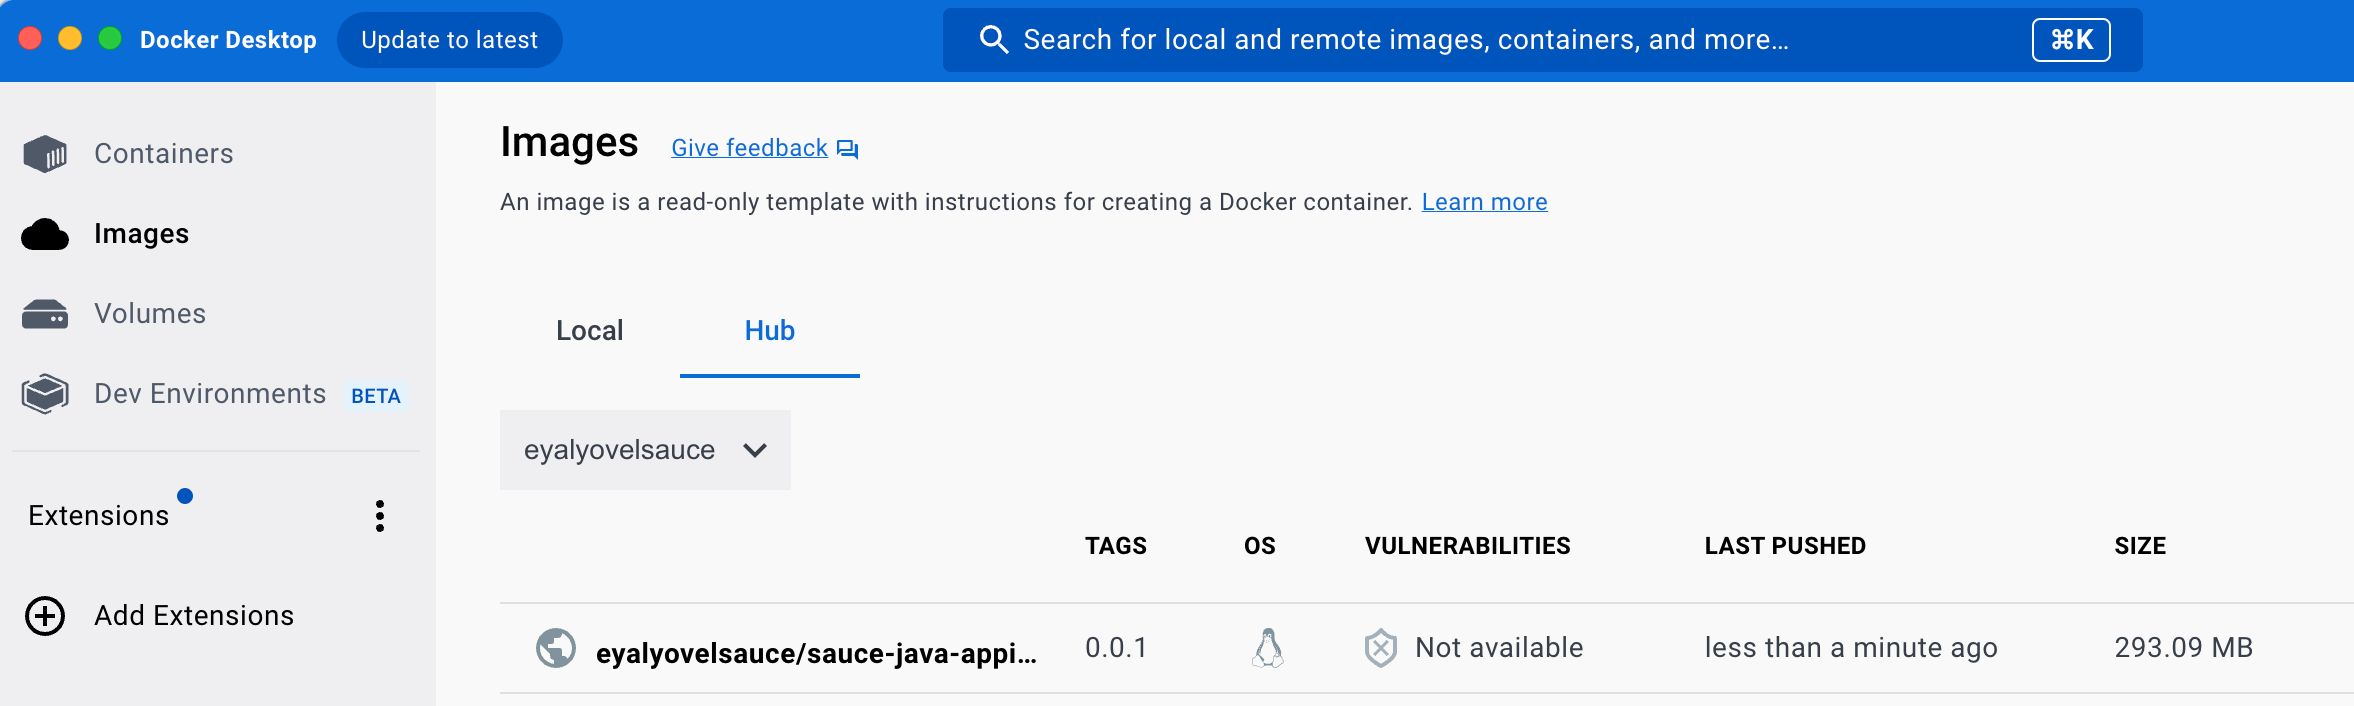 Docker Desktop Update to latest Search for local and remote images, containers, and more... ⌘K
Containers
Images
Volumes
Dev Environments BETA
Extensions
Add Extensions
Images Give feedback
An image is a read-only template with instructions for creating a Docker container. Learn more
Local Hub
eyalyovelsauce
TAGS OS VULNERABILITIES LAST PUSHED SIZE
eyalyovelsauce/sauce-java-appi... 0.0.1 Not available less than a minute ago 293.09 MB